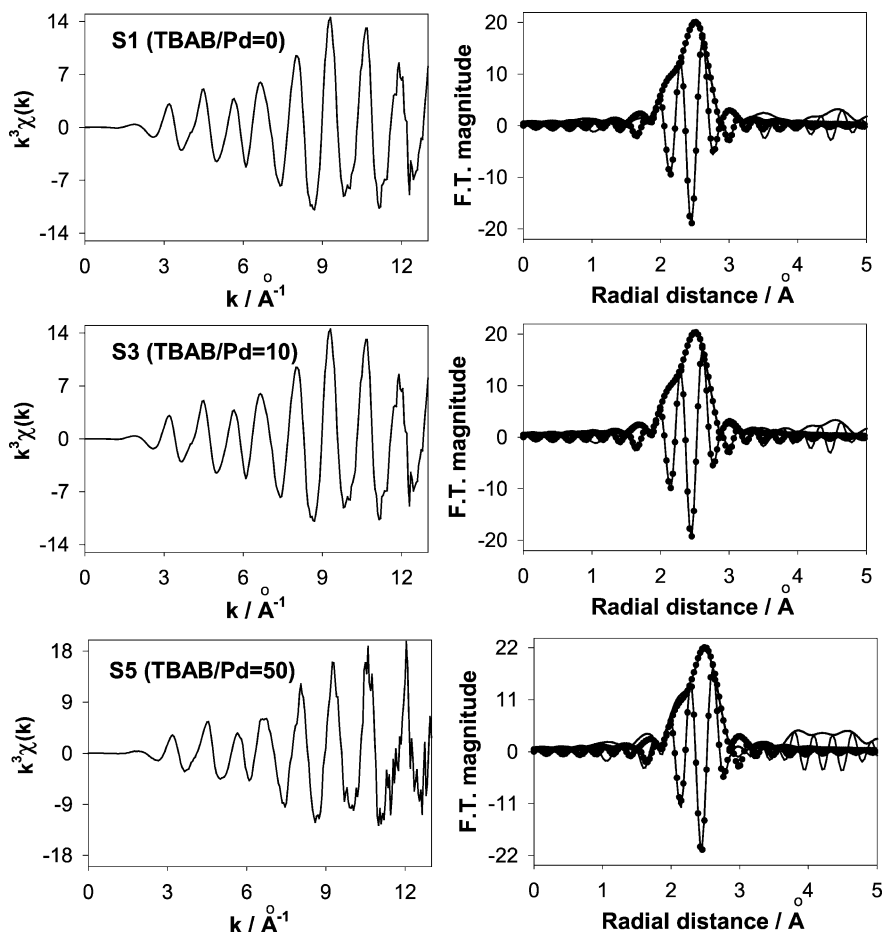 S1 (TBAB/Pd=0)
k³χ(k)
14
7
0
-7
-14
0 3 6 9 12
k / Å⁻¹
F.T. magnitude
20
10
0
-10
-20
0 1 2 3 4 5
Radial distance / Å
S3 (TBAB/Pd=10)
k³χ(k)
14
7
0
-7
-14
0 3 6 9 12
k / Å⁻¹
F.T. magnitude
20
10
0
-10
-20
0 1 2 3 4 5
Radial distance / Å
S5 (TBAB/Pd=50)
k³χ(k)
18
9
0
-9
-18
0 3 6 9 12
k / Å⁻¹
F.T. magnitude
22
11
0
-11
-22
0 1 2 3 4 5
Radial distance / Å